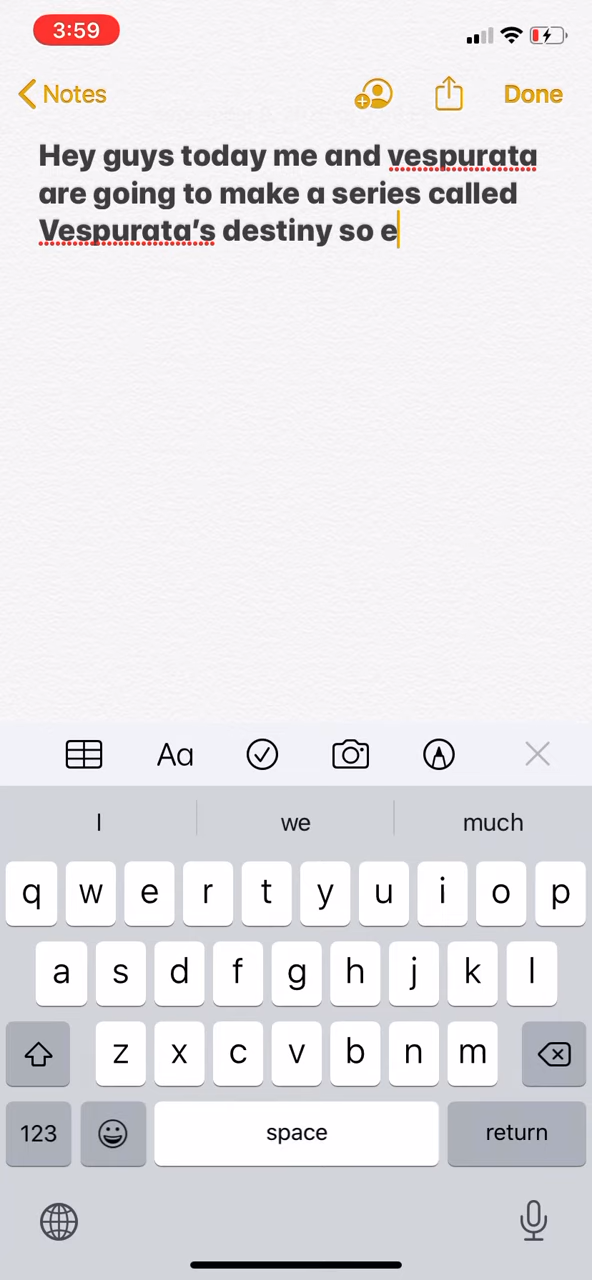 3:59
Notes
Done
Hey guys today me and vespurata
are going to make a series called
Vespurata’s destiny so e
Aa
I
we
much
q w e r t y u i o p
a s d f g h j k l
z x c v b n m
123
space
return